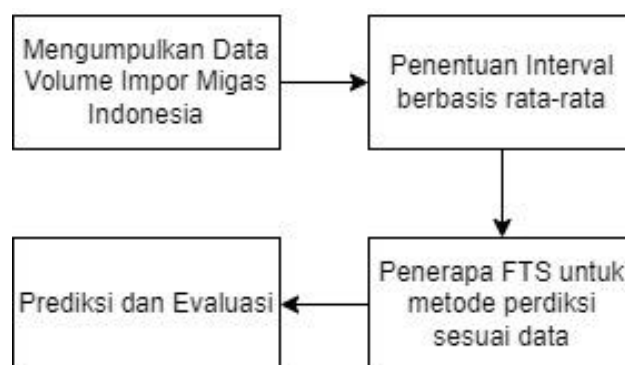 Mengumpulkan Data
Volume Impor Migas
Indonesia
Penentuan Interval
berbasis rata-rata
Penerapa FTS untuk
metode perdiksi
sesuai data
Prediksi dan Evaluasi